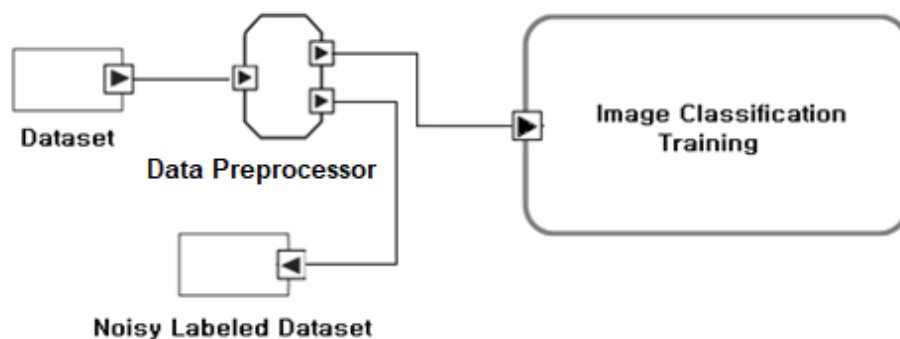 Dataset
Data Preprocessor
Image Classification
Training
Noisy Labeled Dataset